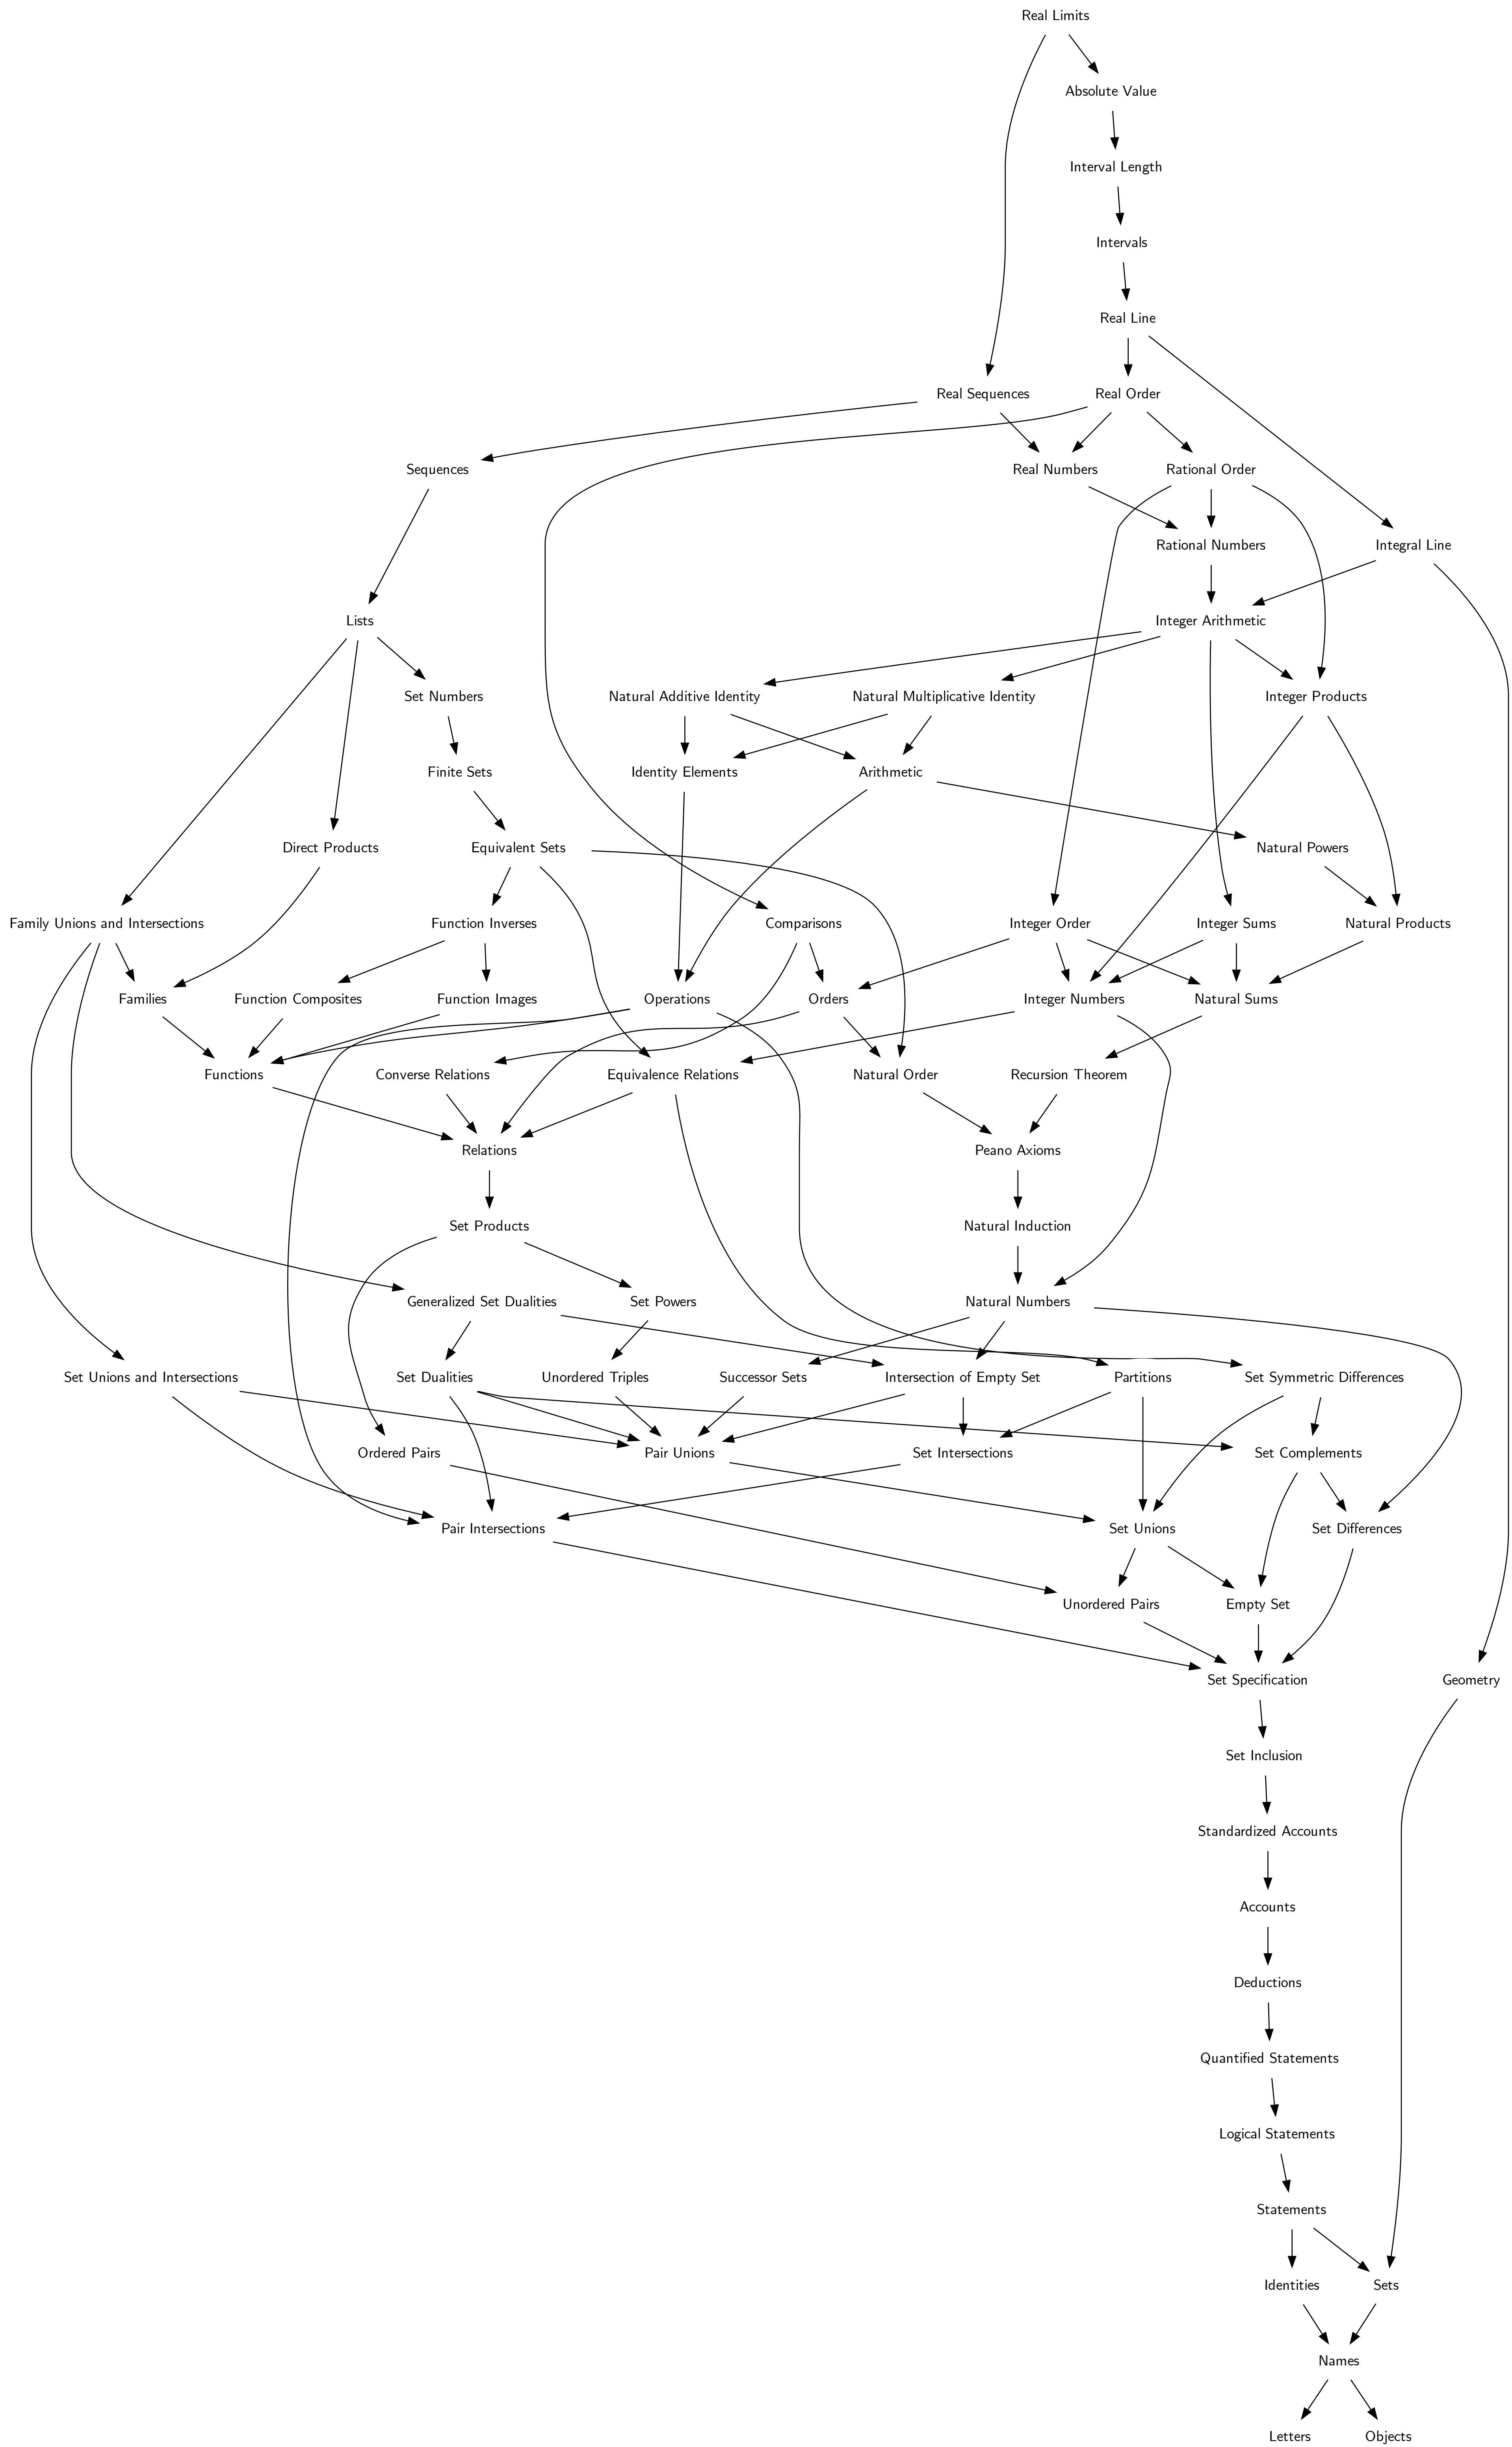 Real Limits
Absolute Value
Interval Length
Intervals
Real Line
Real Sequences
Real Order
Sequences
Real Numbers
Rational Order
Rational Numbers
Integral Line
Lists
Integer Arithmetic
Set Numbers
Natural Additive Identity
Natural Multiplicative Identity
Integer Products
Finite Sets
Identity Elements
Arithmetic
Direct Products
Equivalent Sets
Natural Powers
Family Unions and Intersections
Function Inverses
Comparisons
Integer Order
Integer Sums
Natural Products
Families
Function Composites
Function Images
Operations
Orders
Integer Numbers
Natural Sums
Functions
Converse Relations
Equivalence Relations
Natural Order
Recursion Theorem
Relations
Peano Axioms
Set Products
Natural Induction
Generalized Set Dualities
Set Powers
Natural Numbers
Set Unions and Intersections
Set Dualities
Unordered Triples
Successor Sets
Intersection of Empty Set
Partitions
Set Symmetric Differences
Ordered Pairs
Pair Unions
Set Intersections
Set Complements
Pair Intersections
Set Unions
Set Differences
Unordered Pairs
Empty Set
Set Specification
Geometry
Set Inclusion
Standardized Accounts
Accounts
Deductions
Quantified Statements
Logical Statements
Statements
Identities
Sets
Names
Letters
Objects